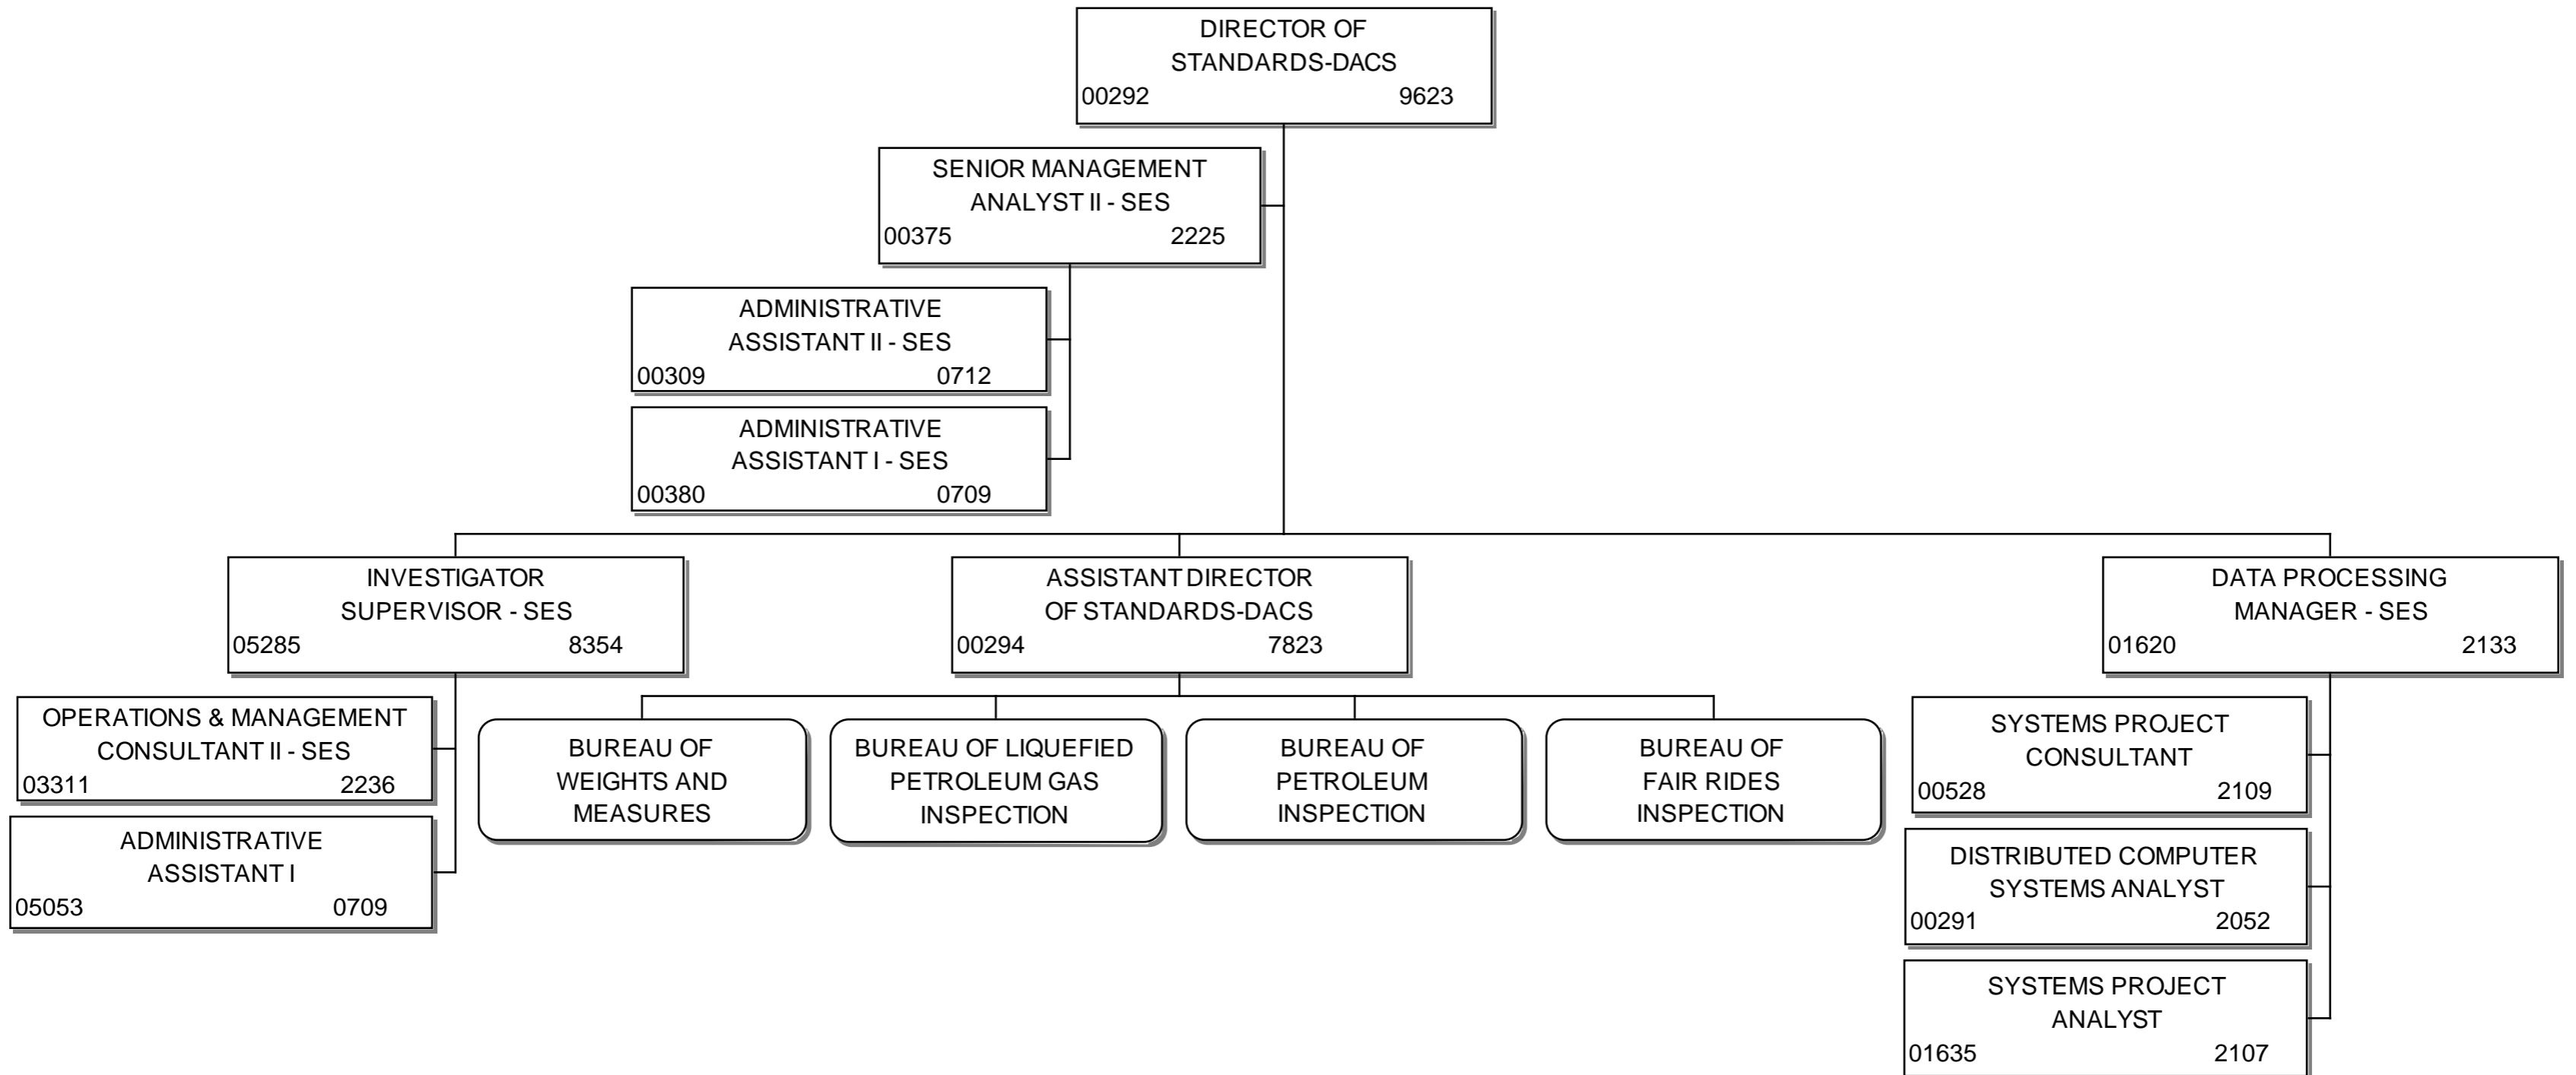 DIRECTOR OF
STANDARDS-DACS
00292 9623
SENIOR MANAGEMENT
ANALYST II - SES
00375 2225
ADMINISTRATIVE
ASSISTANT II - SES
00309 0712
ADMINISTRATIVE
ASSISTANT I - SES
00380 0709
INVESTIGATOR
SUPERVISOR - SES
05285 8354
ASSISTANT DIRECTOR
OF STANDARDS-DACS
00294 7823
DATA PROCESSING
MANAGER - SES
01620 2133
OPERATIONS & MANAGEMENT
CONSULTANT II - SES
03311 2236
ADMINISTRATIVE
ASSISTANT I
05053 0709
BUREAU OF
WEIGHTS AND
MEASURES
BUREAU OF LIQUEFIED
PETROLEUM GAS
INSPECTION
BUREAU OF
PETROLEUM
INSPECTION
BUREAU OF
FAIR RIDES
INSPECTION
SYSTEMS PROJECT
CONSULTANT
00528 2109
DISTRIBUTED COMPUTER
SYSTEMS ANALYST
00291 2052
SYSTEMS PROJECT
ANALYST
01635 2107